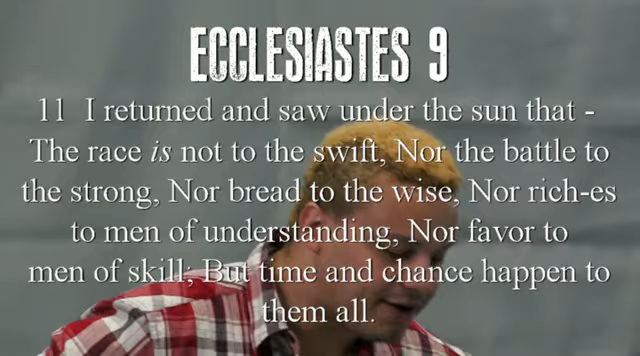 ECCLESIASTES 9
11 I returned and saw under the sun that -
The race is not to the swift, Nor the battle to
the strong, Nor bread to the wise, Nor rich-es
to men of understanding, Nor favor to
men of skill; But time and chance happen to
them all.